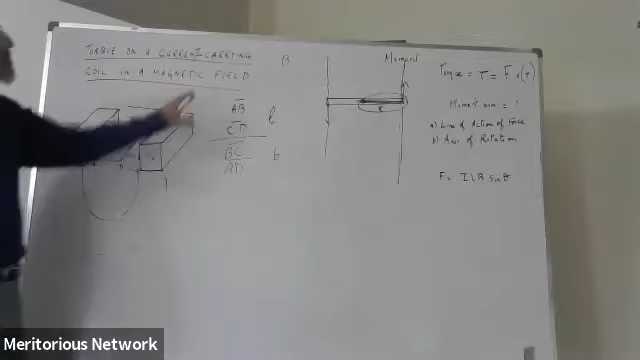 TORQUE ON A CURRENT CARRYING
COIL IN A MAGNETIC FIELD
B
AB
CD
l
BC
AD
b
S
Moment
Torque = τ = F × (r)
Moment arm = ?
a) Line of Action of Force
b) Axis of Rotation
F = I L B sin θ
Meritorious Network